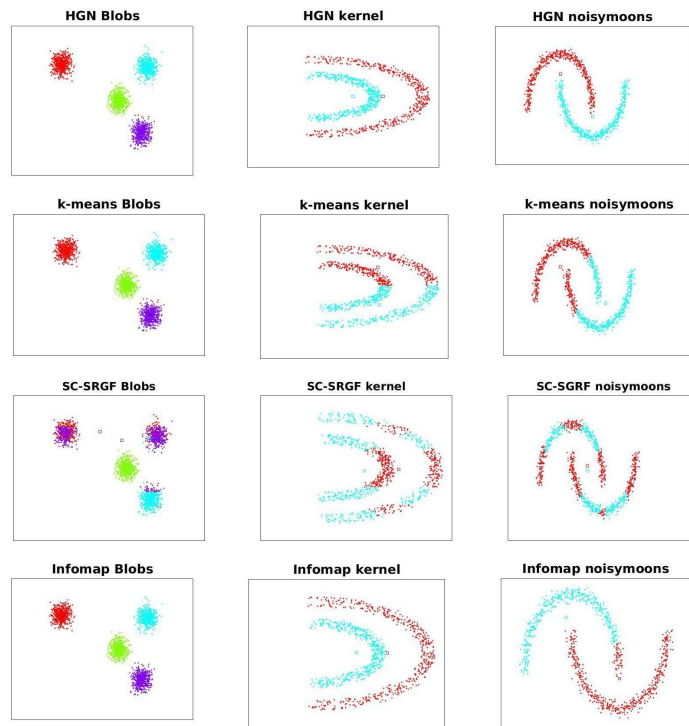 HGN Blobs
HGN kernel
HGN noisymoons
k-means Blobs
k-means kernel
k-means noisymoons
SC-SRGF Blobs
SC-SRGF kernel
SC-SGRF noisymoons
Infomap Blobs
Infomap kernel
Infomap noisymoons